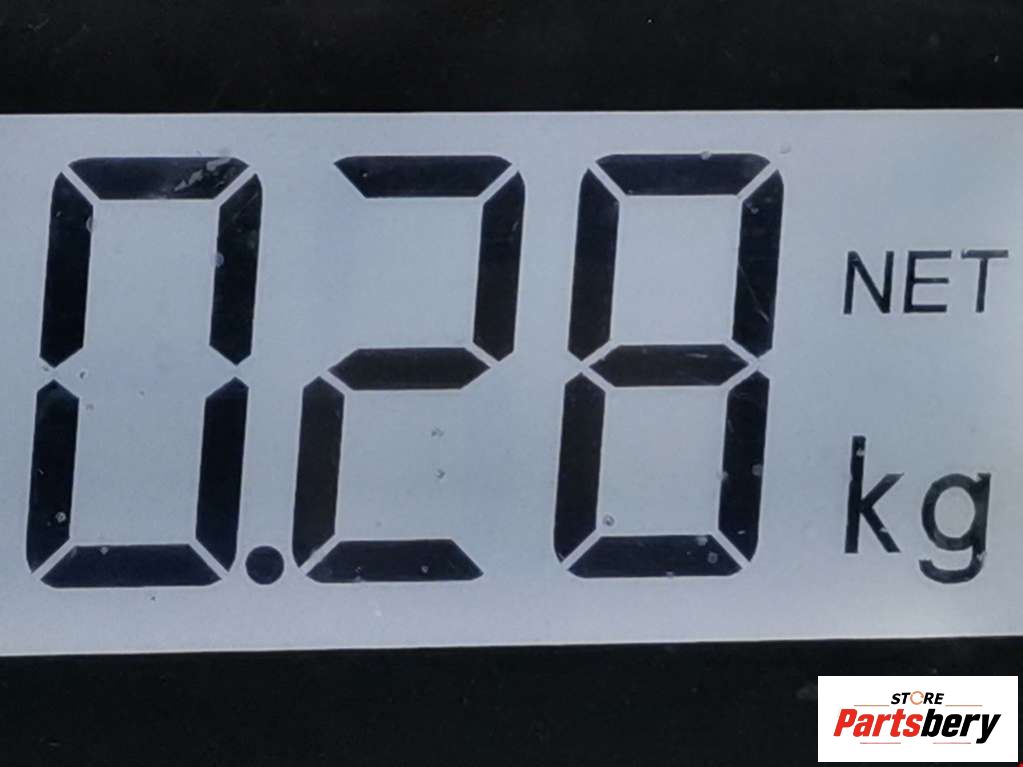 0.28
NET
kg
STORE
Partsbery